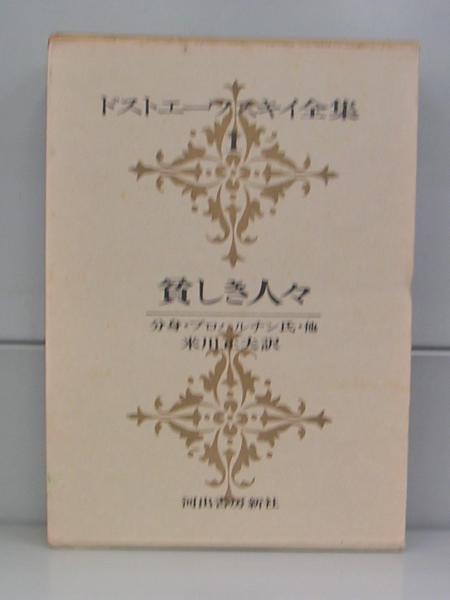 ドストエーフスキイ全集
1
貧しき人々
分身・プロハルチン氏・他
米川正夫訳
河出書房新社